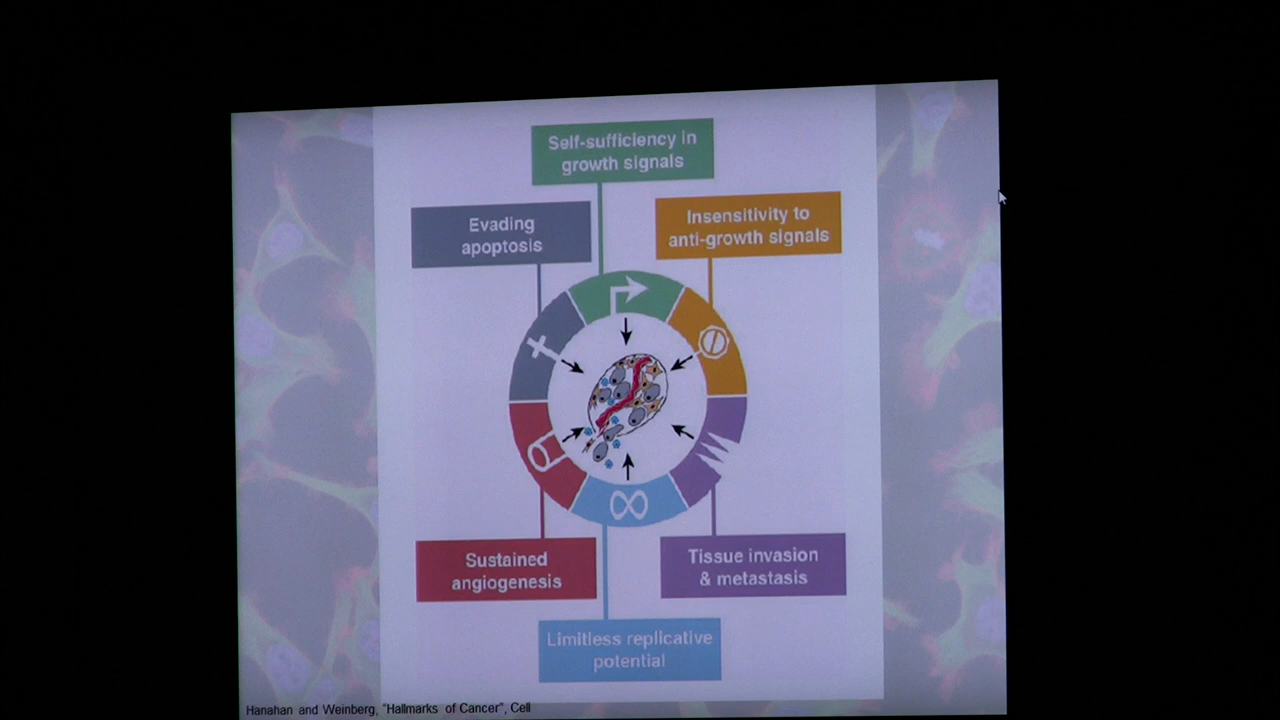 Self-sufficiency in
growth signals
Evading
apoptosis
Insensitivity to
anti-growth signals
Sustained
angiogenesis
Tissue invasion
& metastasis
Limitless replicative
potential
Hanahan and Weinberg, "Hallmarks of Cancer", Cell